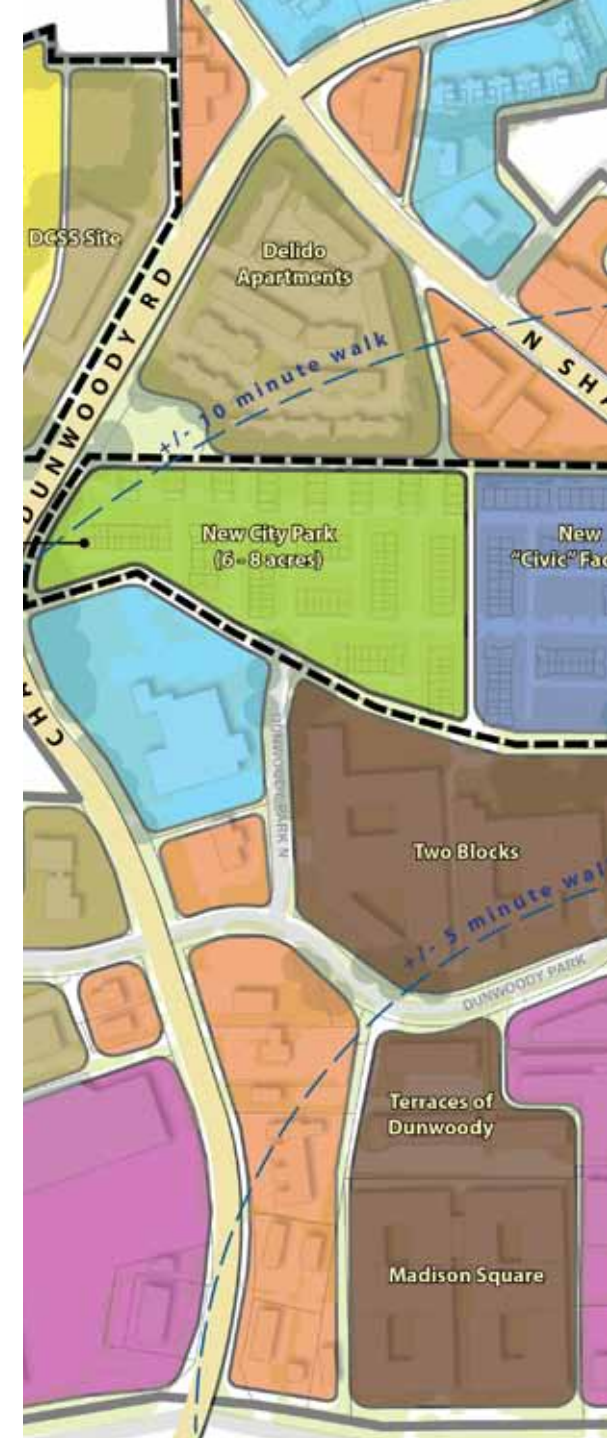 DCSS Site
Delido
Apartments
DUNWOODY RD
N SHA
+/- 10 minute walk
New City Park
(6 - 8 acres)
New
"Civic" Fac
CHA
DUNWOODY PARK N
Two Blocks
+/- 5 minute wal
DUNWOODY PARK
Terraces of
Dunwoody
Madison Square